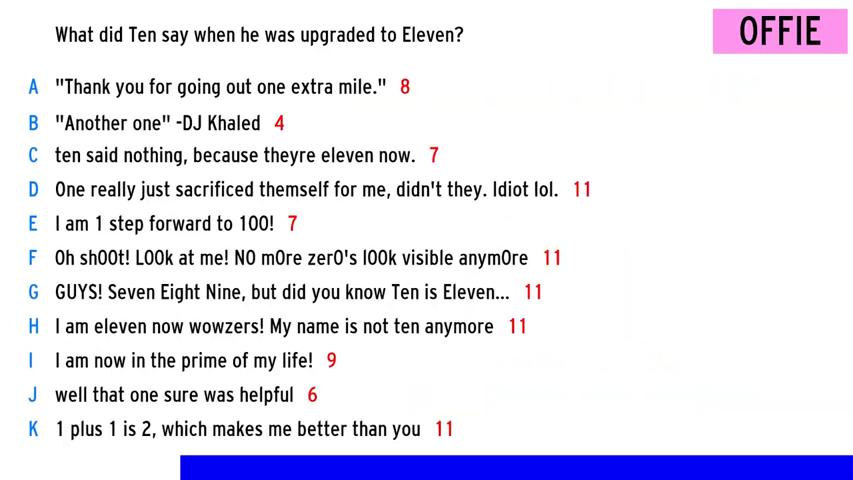 What did Ten say when he was upgraded to Eleven?
OFFIE
A "Thank you for going out one extra mile." 8
B "Another one" -DJ Khaled 4
C ten said nothing, because theyre eleven now. 7
D One really just sacrificed themself for me, didn't they. Idiot lol. 11
E I am 1 step forward to 100! 7
F Oh sh00t! L00k at me! NO m0re zer0's l00k visible anym0re 11
G GUYS! Seven Eight Nine, but did you know Ten is Eleven... 11
H I am eleven now wowzers! My name is not ten anymore 11
I I am now in the prime of my life! 9
J well that one sure was helpful 6
K 1 plus 1 is 2, which makes me better than you 11